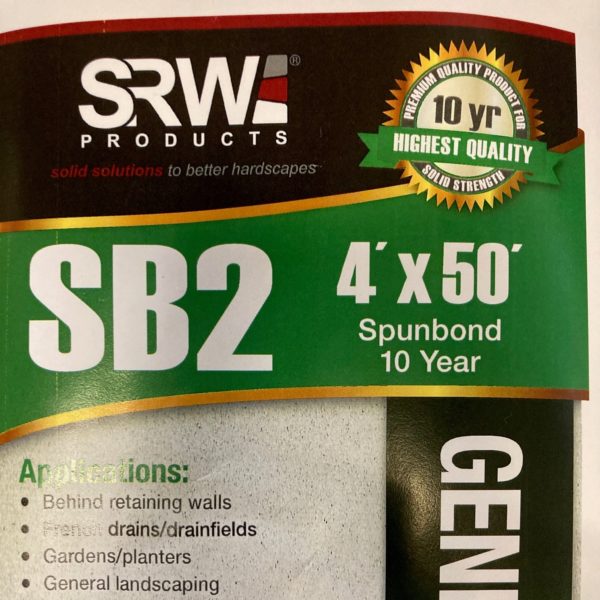 SRW®
PRODUCTS
solid solutions to better hardscapes
PREMIUM QUALITY PRODUCT FOR
10 yr
HIGHEST QUALITY
SOLID STRENGTH
SB2
4′ x 50′
Spunbond
10 Year
Applications:
• Behind retaining walls
• French drains/drainfields
• Gardens/planters
• General landscaping